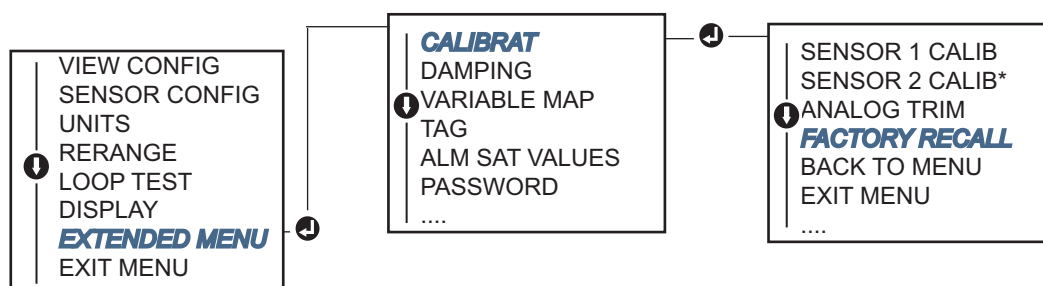 VIEW CONFIG
SENSOR CONFIG
UNITS
RERANGE
LOOP TEST
DISPLAY
EXTENDED MENU
EXIT MENU
CALIBRAT
DAMPING
VARIABLE MAP
TAG
ALM SAT VALUES
PASSWORD
....
SENSOR 1 CALIB
SENSOR 2 CALIB*
ANALOG TRIM
FACTORY RECALL
BACK TO MENU
EXIT MENU
....